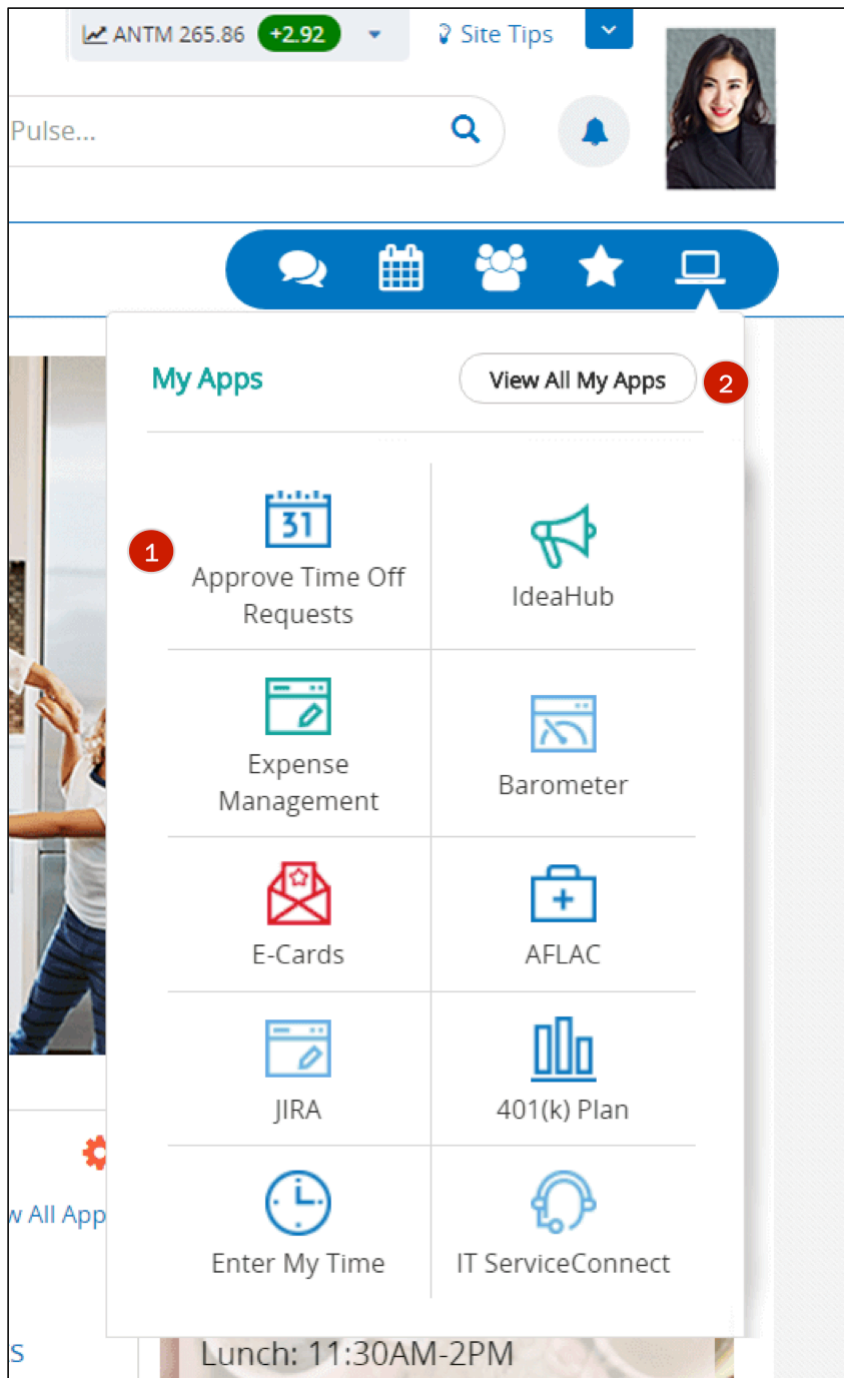 ANTM 265.86 +2.92
Site Tips
Pulse...
My Apps
View All My Apps
2
31
1
Approve Time Off
Requests
IdeaHub
Expense
Management
Barometer
E-Cards
AFLAC
JIRA
401(k) Plan
Enter My Time
IT ServiceConnect
w All App
S
Lunch: 11:30AM-2PM